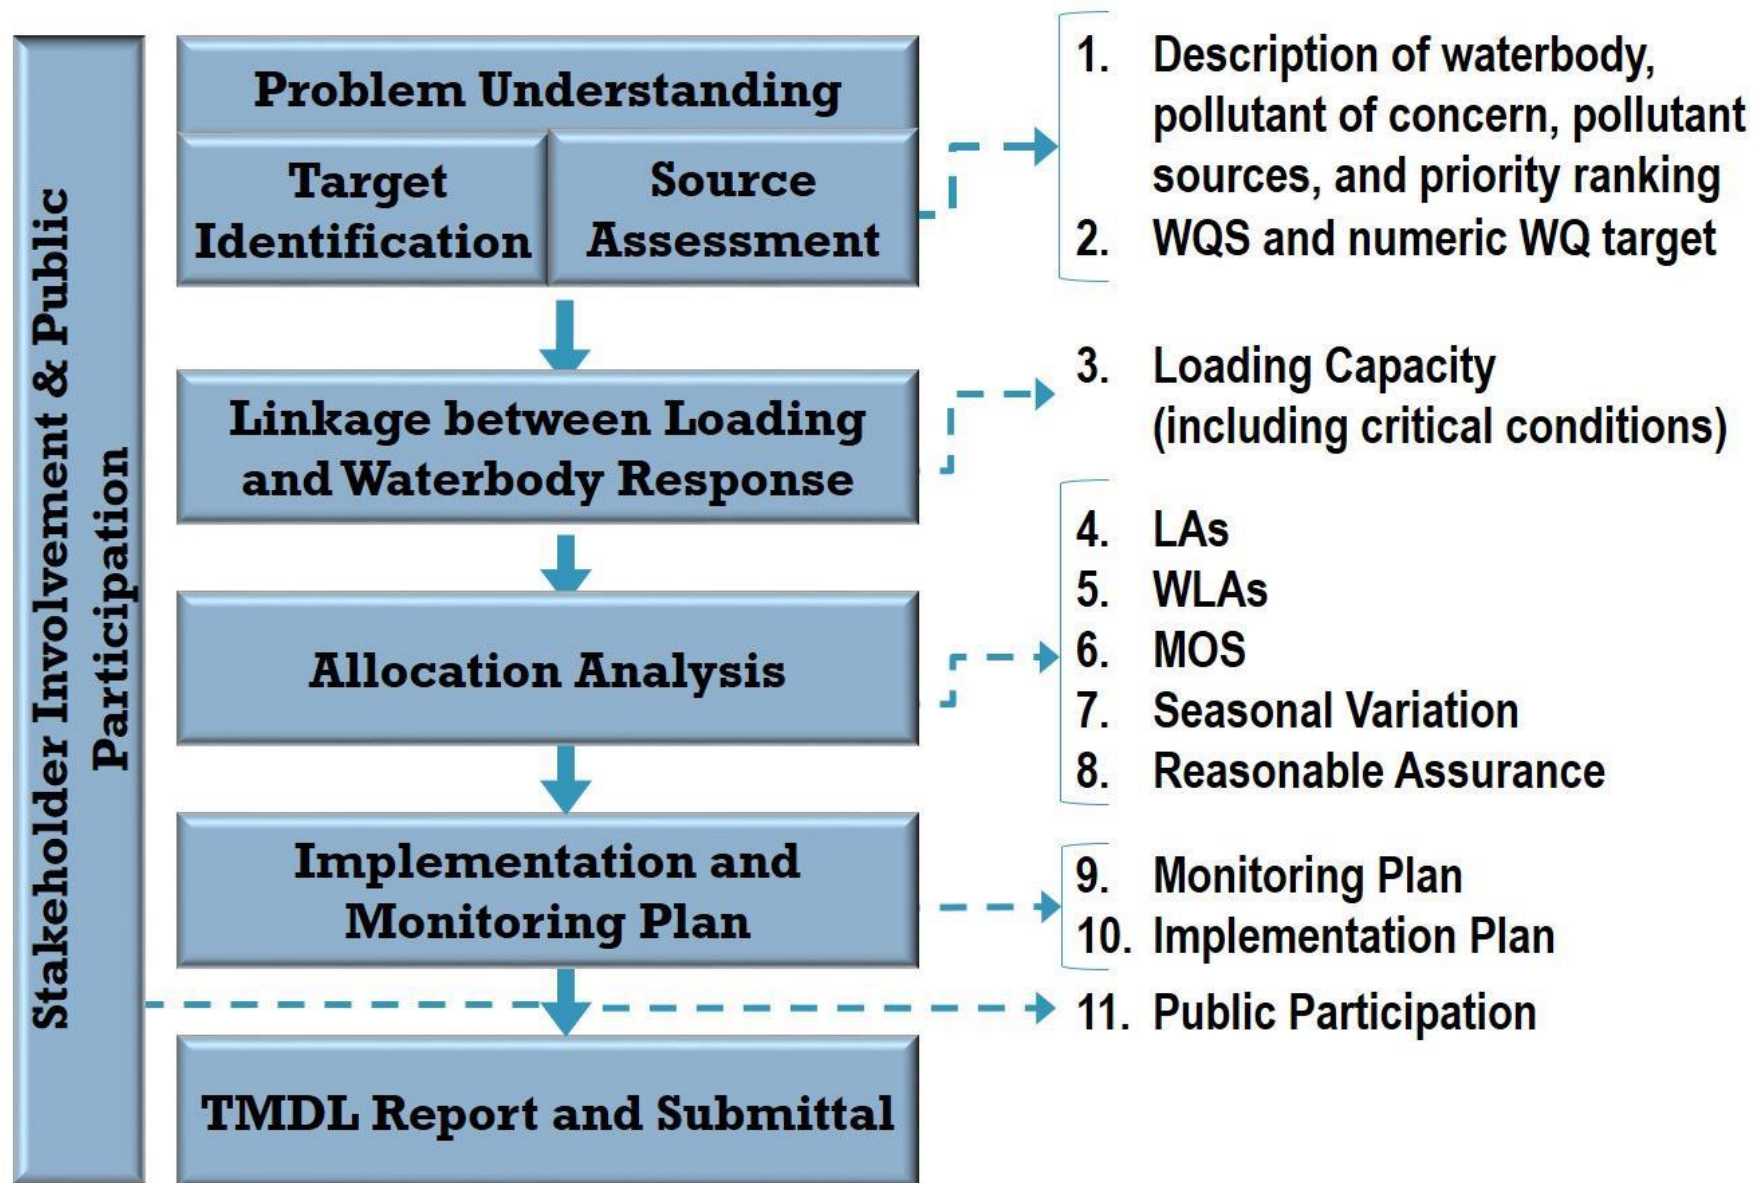 Stakeholder Involvement & Public
Participation
Problem Understanding
Target
Identification
Source
Assessment
Linkage between Loading
and Waterbody Response
Allocation Analysis
Implementation and
Monitoring Plan
TMDL Report and Submittal
1. Description of waterbody,
pollutant of concern, pollutant
sources, and priority ranking
2. WQS and numeric WQ target
3. Loading Capacity
(including critical conditions)
4. LAs
5. WLAs
6. MOS
7. Seasonal Variation
8. Reasonable Assurance
9. Monitoring Plan
10. Implementation Plan
11. Public Participation